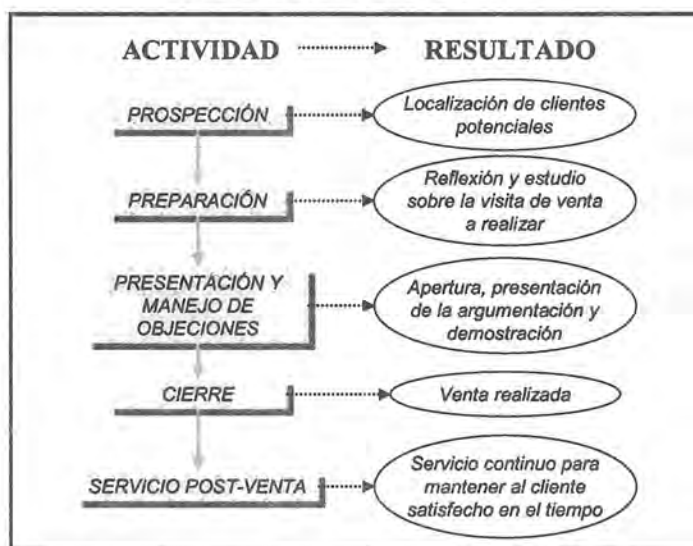 ACTIVIDAD RESULTADO
PROSPECCIÓN
Localización de clientes
potenciales
PREPARACIÓN
Reflexión y estudio
sobre la visita de venta
a realizar
PRESENTACIÓN Y
MANEJO DE
OBJECIONES
Apertura, presentación
de la argumentación y
demostración
CIERRE
Venta realizada
SERVICIO POST-VENTA
Servicio continuo para
mantener al cliente
satisfecho en el tiempo